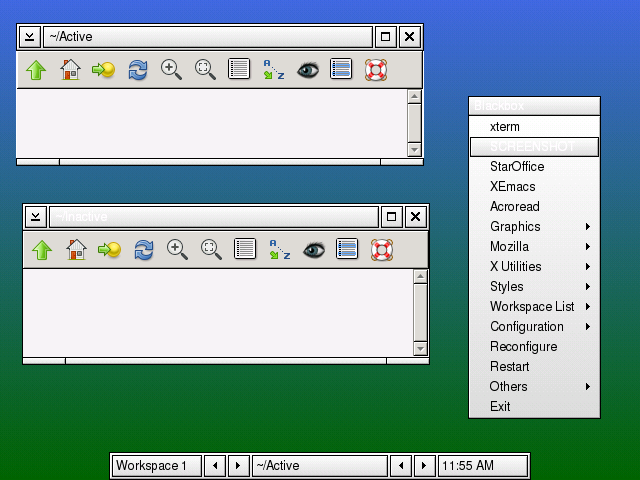 ~/Active
~/inactive
Blackbox
xterm
SCREENSHOT
StarOffice
XEmacs
Acroread
Graphics
Mozilla
X Utilities
Styles
Workspace List
Configuration
Reconfigure
Restart
Others
Exit
Workspace 1
~/Active
11:55 AM